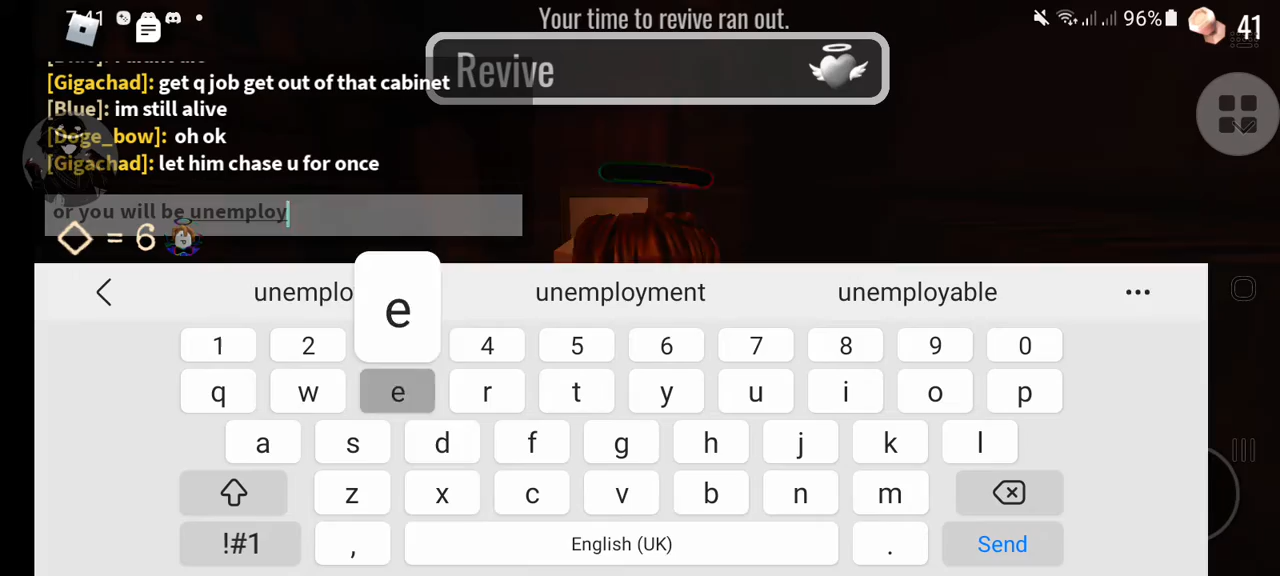 7:41
96%
41
Your time to revive ran out.
Revive
[Gigachad]: get q job get out of that cabinet
[Blue]: im still alive
[Doge_bow]: oh ok
[Gigachad]: let him chase u for once
or you will be unemploy
= 6
unemplo
unemployment
unemployable
e
1 2 4 5 6 7 8 9 0
q w e r t y u i o p
a s d f g h j k l
z x c v b n m
!#1 , English (UK) . Send